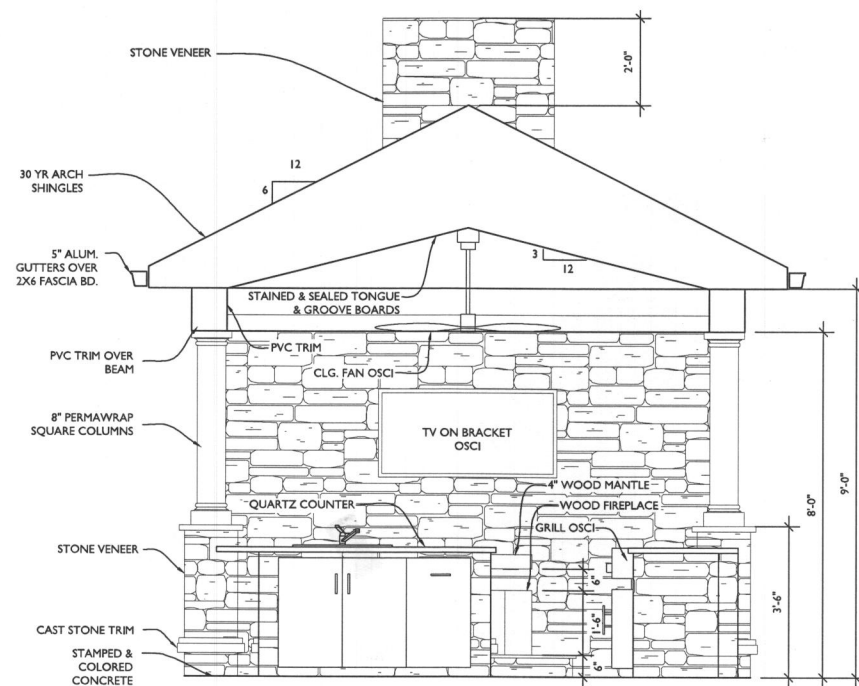 STONE VENEER
2'-0"
12
6
30 YR ARCH
SHINGLES
5" ALUM.
GUTTERS OVER
2X6 FASCIA BD.
3
12
STAINED & SEALED TONGUE
& GROOVE BOARDS
PVC TRIM
PVC TRIM OVER
BEAM
CLG. FAN OSCI
8" PERMAWRAP
SQUARE COLUMNS
TV ON BRACKET
OSCI
4" WOOD MANTLE
QUARTZ COUNTER
WOOD FIREPLACE
GRILL OSCI
8'-0"
9'-0"
STONE VENEER
6"
1'-6"
6"
3'-6"
CAST STONE TRIM
STAMPED &
COLORED
CONCRETE